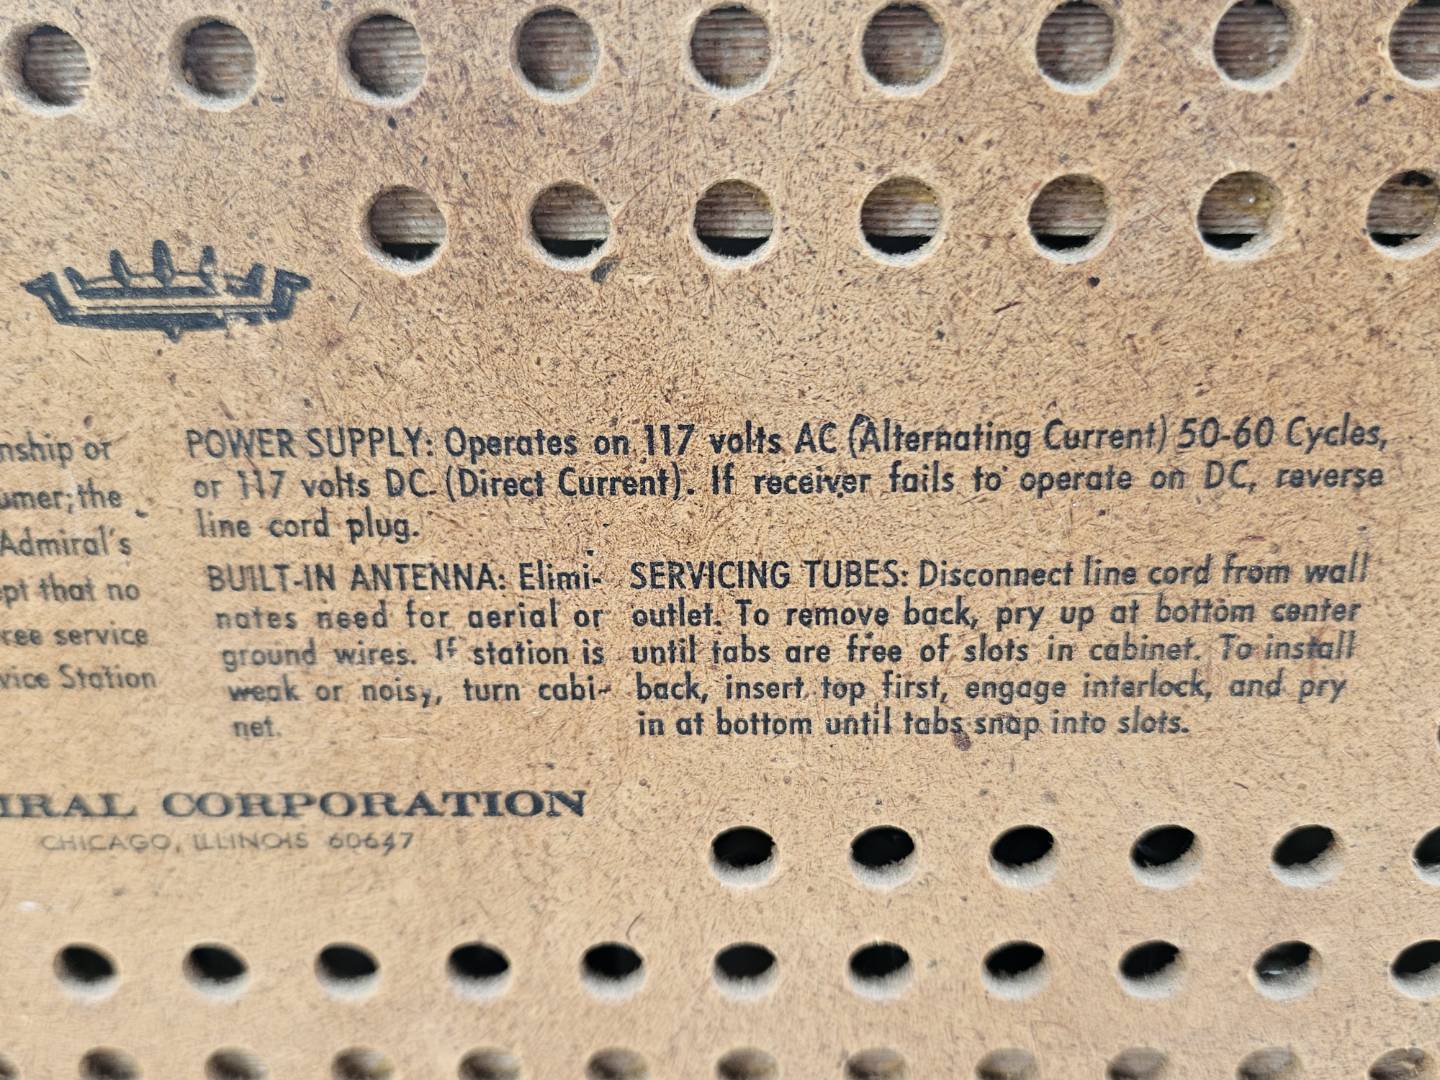 nship or
umer; the
Admiral's
ept that no
ree service
vice Station
POWER SUPPLY: Operates on 117 volts AC (Alternating Current) 50-60 Cycles,
or 117 volts DC. (Direct Current). If receiver fails to operate on DC, reverse
line cord plug.
BUILT-IN ANTENNA: Elimi-
nates need for aerial or
ground wires. If station is
weak or noisy, turn cabi-
net.
SERVICING TUBES: Disconnect line cord from wall
outlet. To remove back, pry up at bottom center
until tabs are free of slots in cabinet. To install
back, insert top first, engage interlock, and pry
in at bottom until tabs snap into slots.
IRAL CORPORATION
CHICAGO, ILLINOIS 60647